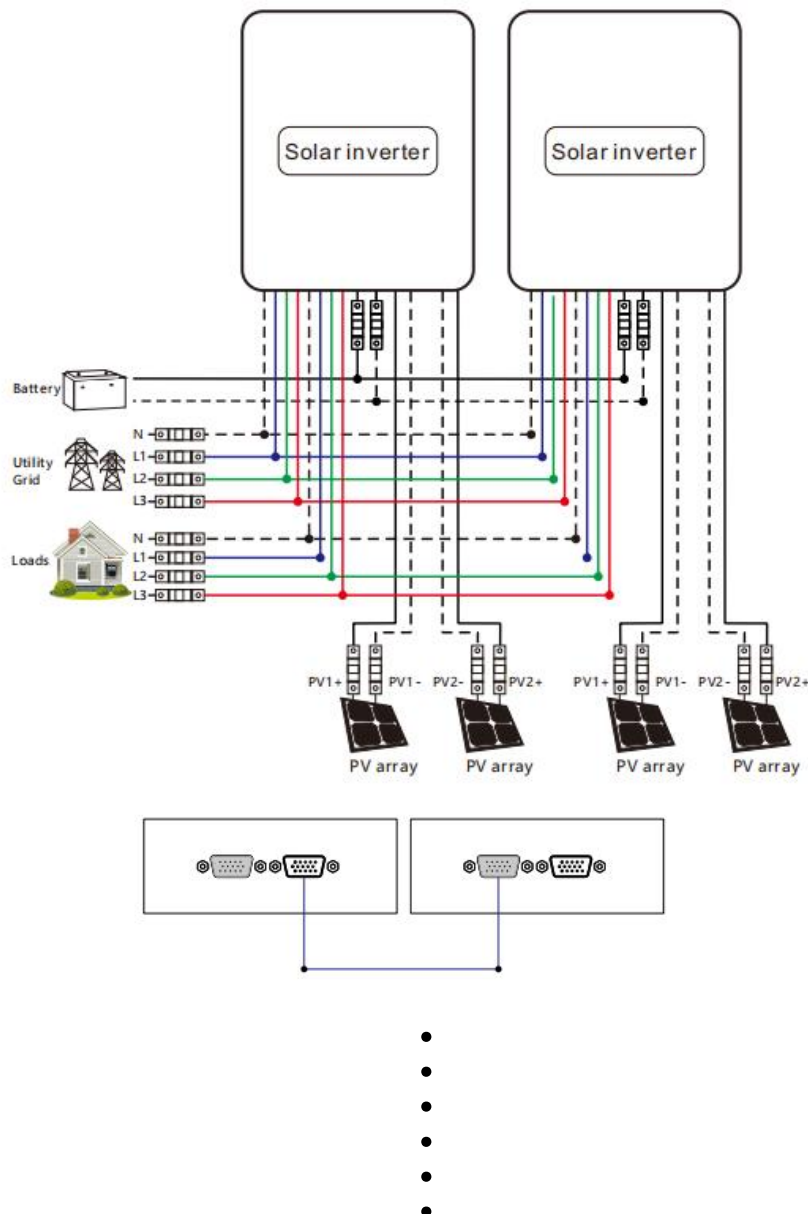 Solar inverter
Solar inverter
Battery
N
L1
Utility
Grid
L2
L3
N
Loads
L1
L2
L3
PV1+
PV1-
PV2-
PV2+
PV1+
PV1-
PV2-
PV2+
PV array
PV array
PV array
PV array